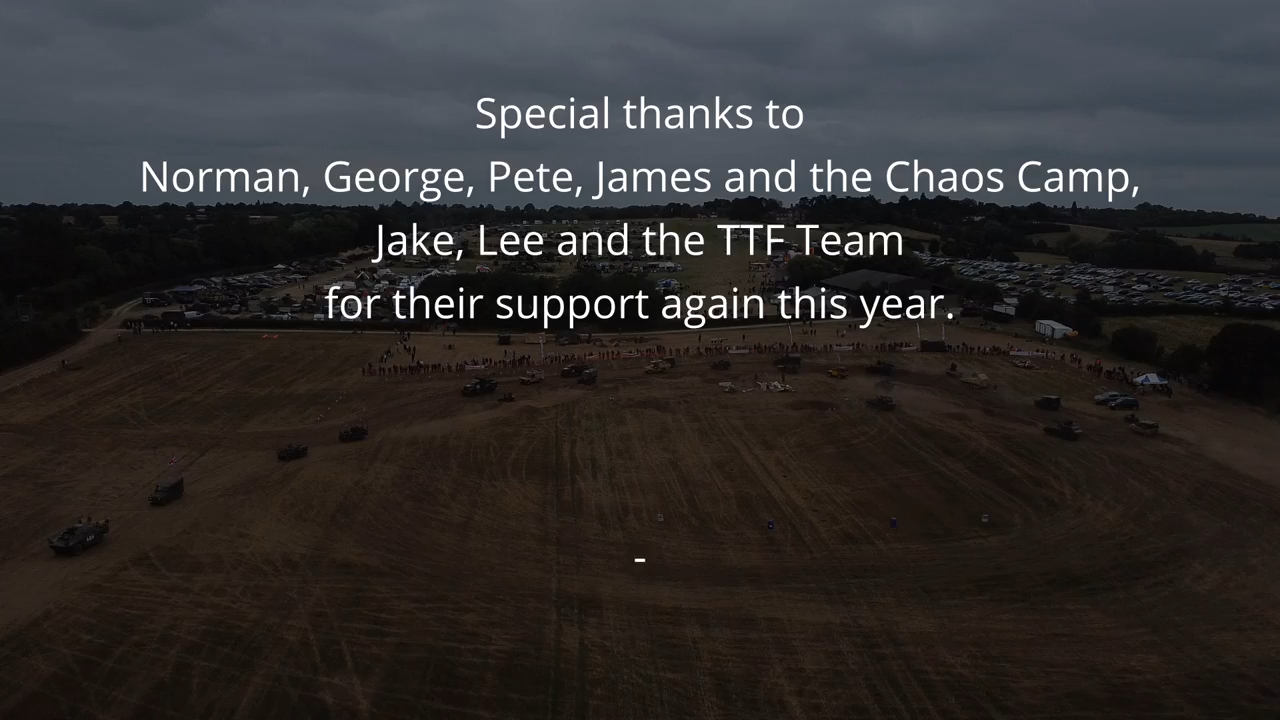 Special thanks to
Norman, George, Pete, James and the Chaos Camp,
Jake, Lee and the TTF Team
for their support again this year.
-